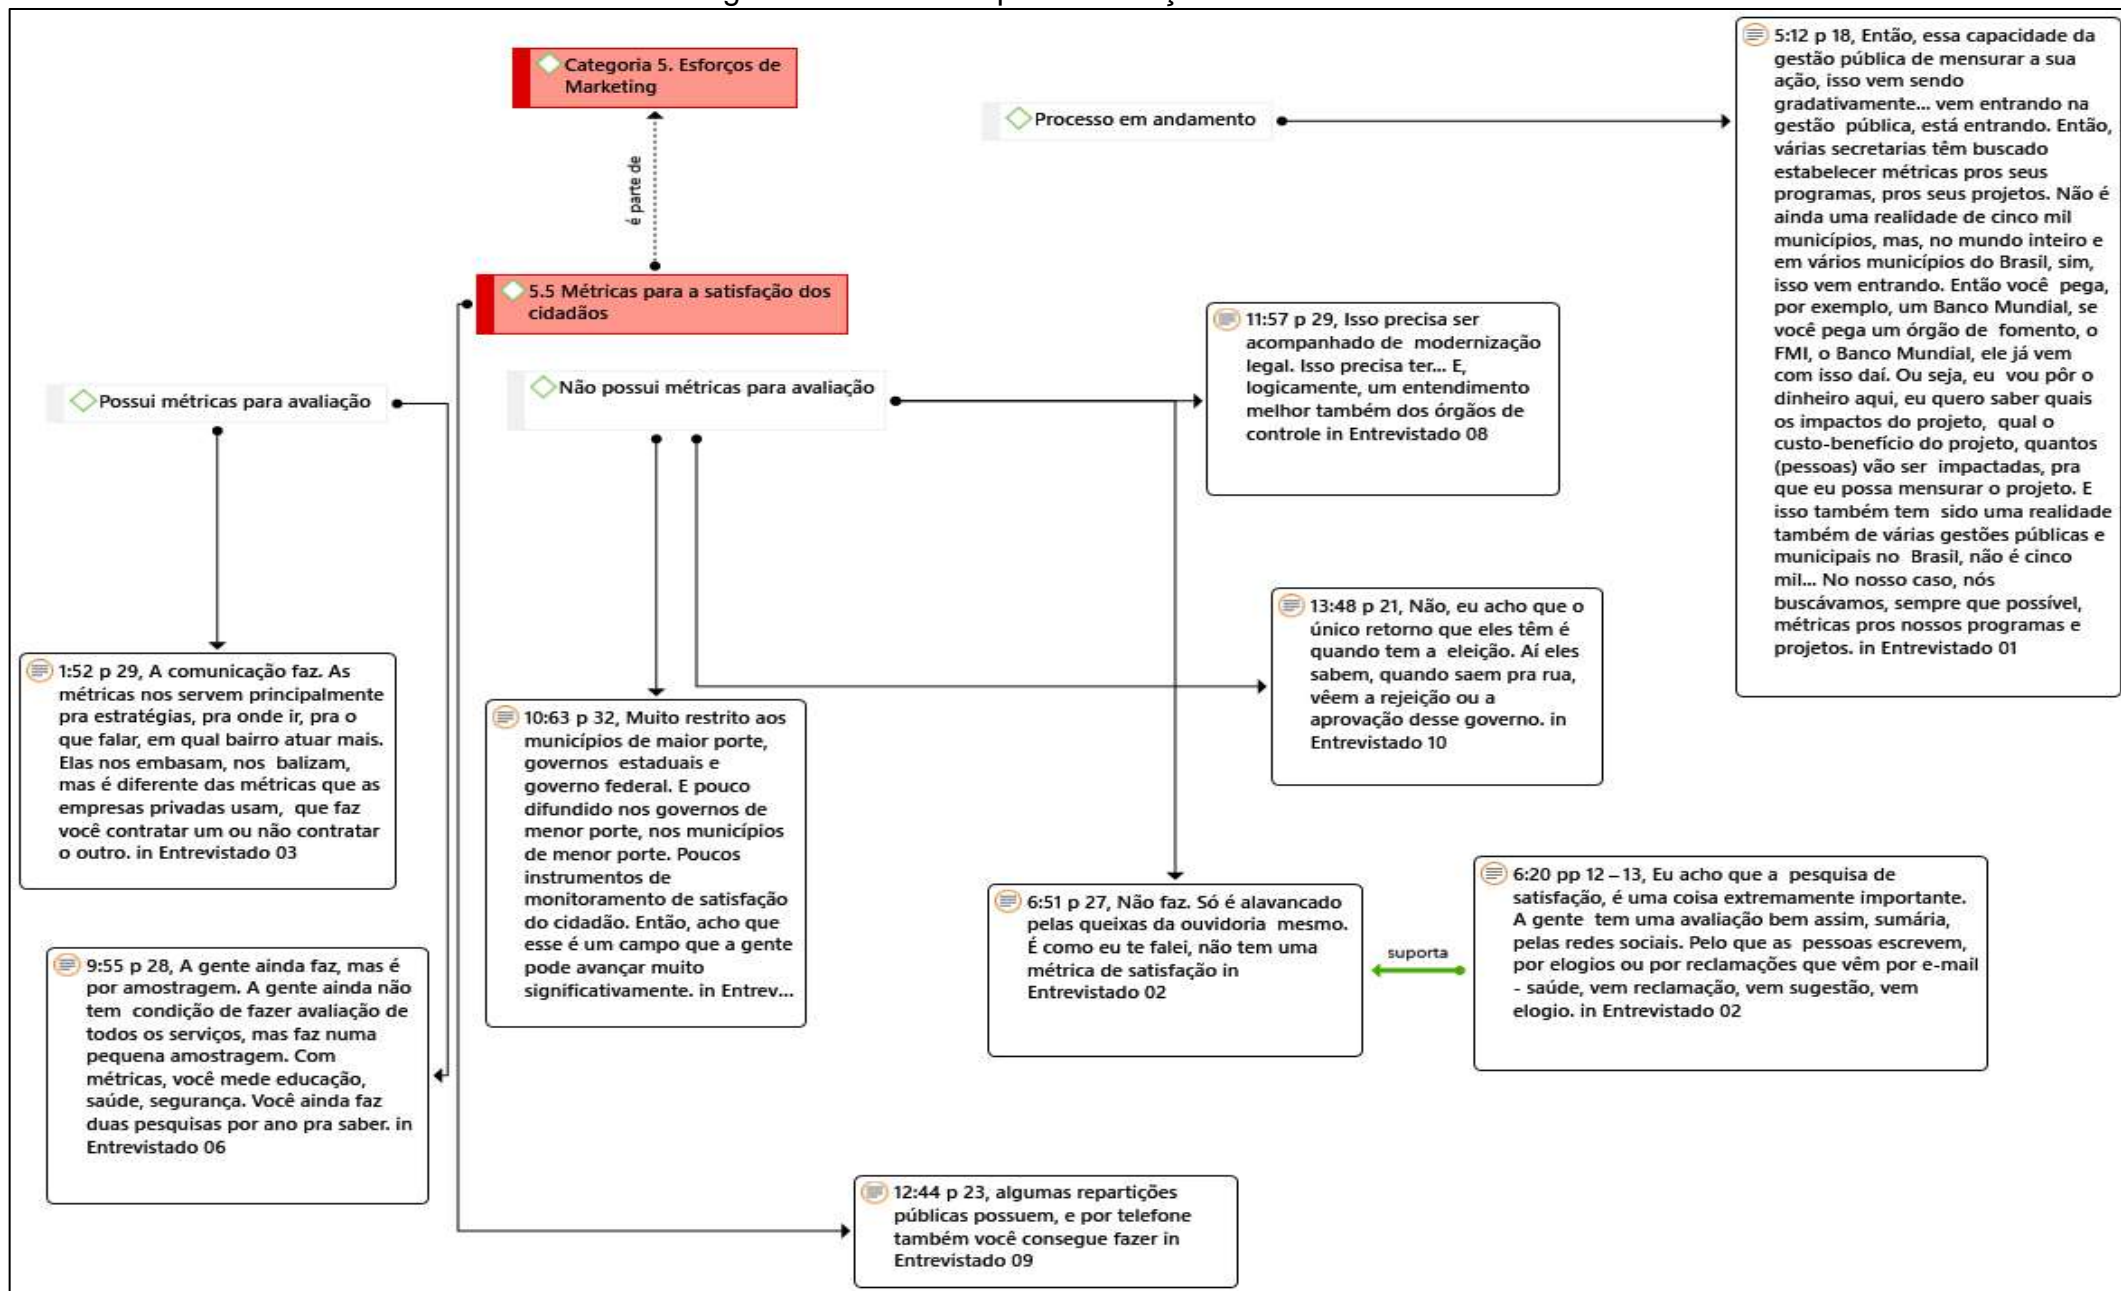 Categoria 5. Esforços de
Marketing
é parte de
5.5 Métricas para a satisfação dos
cidadãos
Processo em andamento
5:12 p 18, Então, essa capacidade da
gestão pública de mensurar a sua
ação, isso vem sendo
gradativamente... vem entrando na
gestão pública, está entrando. Então,
várias secretarias têm buscado
estabelecer métricas pros seus
programas, pros seus projetos. Não é
ainda uma realidade de cinco mil
municípios, mas, no mundo inteiro e
em vários municípios do Brasil, sim,
isso vem entrando. Então você pega,
por exemplo, um Banco Mundial, se
você pega um órgão de fomento, o
FMI, o Banco Mundial, ele já vem
com isso daí. Ou seja, eu vou pôr o
dinheiro aqui, eu quero saber quais
os impactos do projeto, qual o
custo-benefício do projeto, quantos
(pessoas) vão ser impactadas, pra
que eu possa mensurar o projeto. E
isso também tem sido uma realidade
também de várias gestões públicas e
municipais no Brasil, não é cinco
mil... No nosso caso, nós
buscávamos, sempre que possível,
métricas pros nossos programas e
projetos. in Entrevistado 01
Possui métricas para avaliação
Não possui métricas para avaliação
11:57 p 29, Isso precisa ser
acompanhado de modernização
legal. Isso precisa ter... E,
logicamente, um entendimento
melhor também dos órgãos de
controle in Entrevistado 08
13:48 p 21, Não, eu acho que o
único retorno que eles têm é
quando tem a eleição. Aí eles
sabem, quando saem pra rua,
vêem a rejeição ou a
aprovação desse governo. in
Entrevistado 10
1:52 p 29, A comunicação faz. As
métricas nos servem principalmente
pra estratégias, pra onde ir, pra o
que falar, em qual bairro atuar mais.
Elas nos embasam, nos balizam,
mas é diferente das métricas que as
empresas privadas usam, que faz
você contratar um ou não contratar
o outro. in Entrevistado 03
10:63 p 32, Muito restrito aos
municípios de maior porte,
governos estaduais e
governo federal. E pouco
difundido nos governos de
menor porte, nos municípios
de menor porte. Poucos
instrumentos de
monitoramento de satisfação
do cidadão. Então, acho que
esse é um campo que a gente
pode avançar muito
significativamente. in Entrev...
6:51 p 27, Não faz. Só é alavancado
pelas queixas da ouvidoria mesmo.
É como eu te falei, não tem uma
métrica de satisfação in
Entrevistado 02
suporta
6:20 pp 12 – 13, Eu acho que a pesquisa de
satisfação, é uma coisa extremamente importante.
A gente tem uma avaliação bem assim, sumária,
pelas redes sociais. Pelo que as pessoas escrevem,
por elogios ou por reclamações que vêm por e-mail
- saúde, vem reclamação, vem sugestão, vem
elogio. in Entrevistado 02
9:55 p 28, A gente ainda faz, mas é
por amostragem. A gente ainda não
tem condição de fazer avaliação de
todos os serviços, mas faz numa
pequena amostragem. Com
métricas, você mede educação,
saúde, segurança. Você ainda faz
duas pesquisas por ano pra saber. in
Entrevistado 06
12:44 p 23, algumas repartições
públicas possuem, e por telefone
também você consegue fazer in
Entrevistado 09